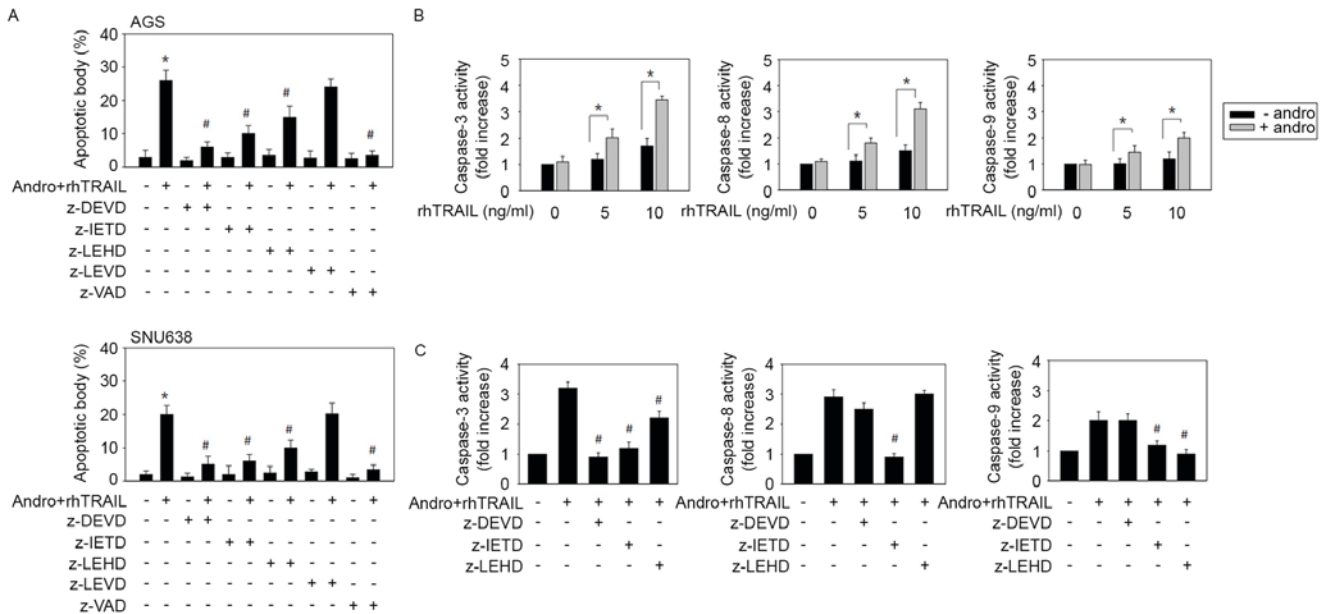 A
AGS
Apoptotic body (%)
40
30
20
10
0
* # # # #
Andro+rhTRAIL - + - + - + - + - + - +
z-DEVD - - + + - - - - - - - -
z-IETD - - - - + + - - - - - -
z-LEHD - - - - - - + + - - - -
z-LEVD - - - - - - - - + + - -
z-VAD - - - - - - - - - - + +
SNU638
Apoptotic body (%)
40
30
20
10
0
* # # # #
Andro+rhTRAIL - + - + - + - + - + - +
z-DEVD - - + + - - - - - - - -
z-IETD - - - - + + - - - - - -
z-LEHD - - - - - - + + - - - -
z-LEVD - - - - - - - - + + - -
z-VAD - - - - - - - - - - + +
B
Caspase-3 activity
(fold increase)
5
4
3
2
1
0
* *
rhTRAIL (ng/ml) 0 5 10
Caspase-8 activity
(fold increase)
5
4
3
2
1
0
* *
rhTRAIL (ng/ml) 0 5 10
Caspase-9 activity
(fold increase)
5
4
3
2
1
0
* *
rhTRAIL (ng/ml) 0 5 10
- andro
+ andro
C
Caspase-3 activity
(fold increase)
4
3
2
1
0
# # #
Andro+rhTRAIL - + + + +
z-DEVD - - + - -
z-IETD - - - + -
z-LEHD - - - - +
Caspase-8 activity
(fold increase)
4
3
2
1
0
#
Andro+rhTRAIL - + + + +
z-DEVD - - + - -
z-IETD - - - + -
z-LEHD - - - - +
Caspase-9 activity
(fold increase)
4
3
2
1
0
# #
Andro+rhTRAIL - + + + +
z-DEVD - - + - -
z-IETD - - - + -
z-LEHD - - - - +